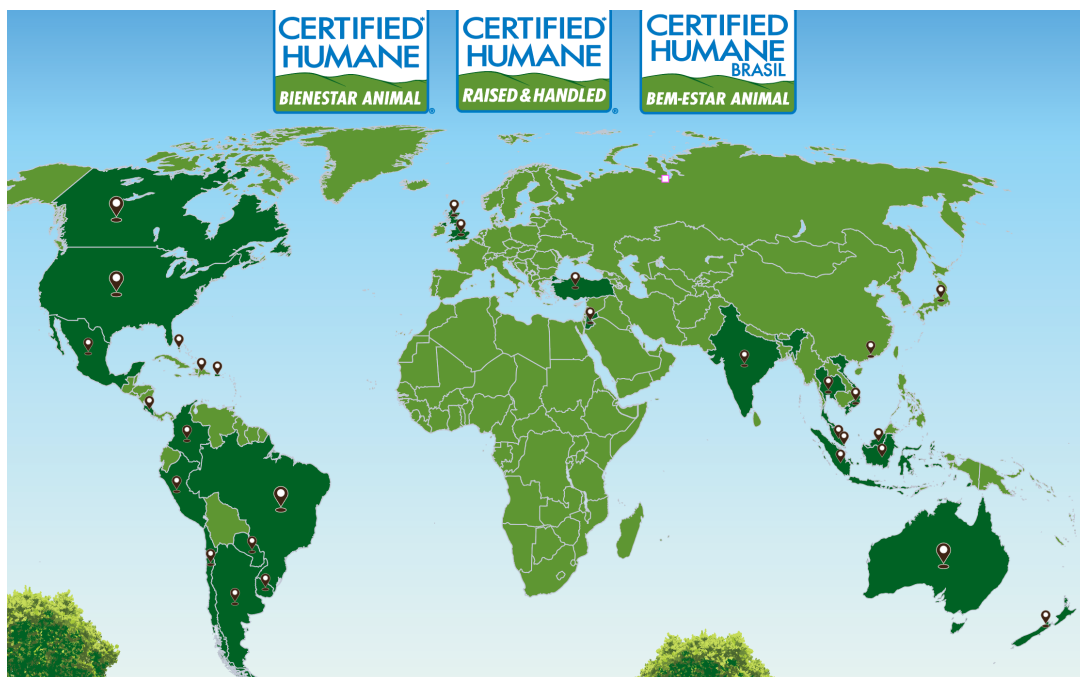 CERTIFIED®
HUMANE
BIENESTAR ANIMAL
®
CERTIFIED®
HUMANE
RAISED & HANDLED
®
CERTIFIED
HUMANE
BRASIL
BEM-ESTAR ANIMAL